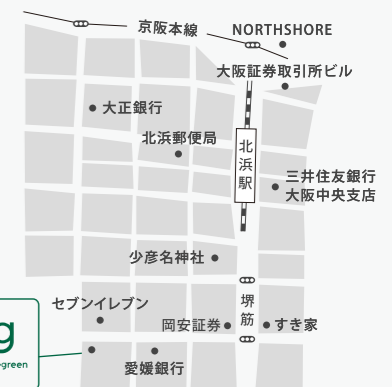 京阪本線
NORTHSHORE
大阪証券取引所ビル
大正銀行
北浜郵便局
北浜駅
三井住友銀行
大阪中央支店
少彦名神社
セブンイレブン
堺筋
岡安証券
すき家
g
egreen
愛媛銀行